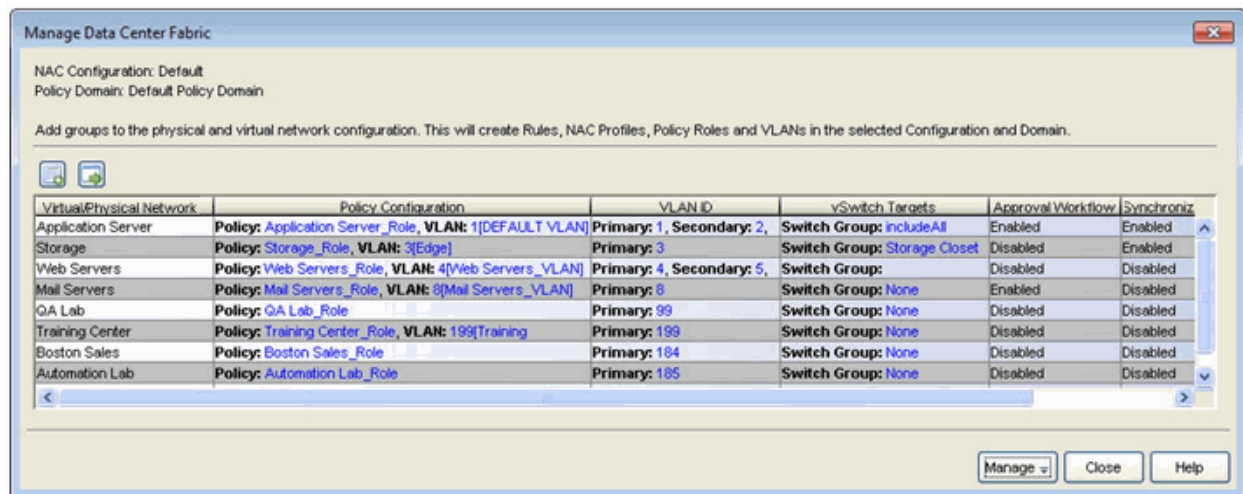 Manage Data Center Fabric
NAC Configuration: Default
Policy Domain: Default Policy Domain
Add groups to the physical and virtual network configuration. This will create Rules, NAC Profiles, Policy Roles and VLANs in the selected Configuration and Domain.
Virtual/Physical Network Policy Configuration VLAN ID vSwitch Targets Approval Workflow Synchroniz
Application Server Policy: Application Server_Role, VLAN: 1[DEFAULT VLAN] Primary: 1, Secondary: 2, Switch Group: includeAll Enabled Enabled
Storage Policy: Storage_Role, VLAN: 3[Edge] Primary: 3 Switch Group: Storage Closet Disabled Enabled
Web Servers Policy: Web Servers_Role, VLAN: 4[Web Servers_VLAN] Primary: 4, Secondary: 5, Switch Group: Disabled Disabled
Mail Servers Policy: Mail Servers_Role, VLAN: 8[Mail Servers_VLAN] Primary: 8 Switch Group: None Enabled Disabled
QA Lab Policy: QA Lab_Role Primary: 99 Switch Group: None Disabled Disabled
Training Center Policy: Training Center_Role, VLAN: 199[Training Primary: 199 Switch Group: None Disabled Disabled
Boston Sales Policy: Boston Sales_Role Primary: 184 Switch Group: None Disabled Disabled
Automation Lab Policy: Automation Lab_Role Primary: 185 Switch Group: None Disabled Disabled
Manage Close Help